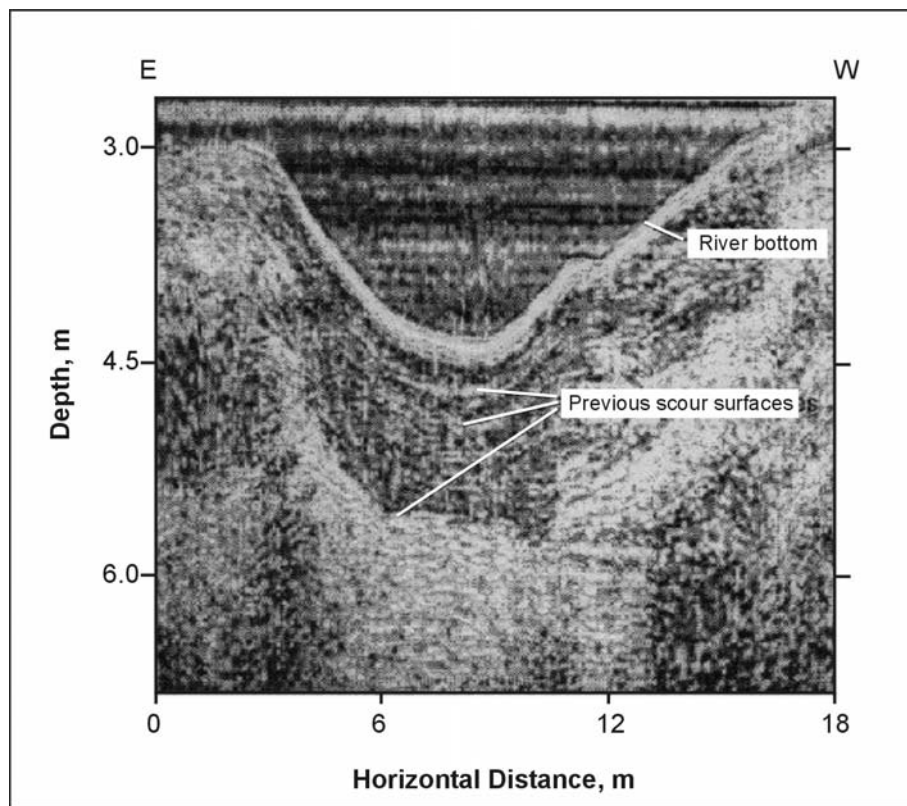 E
W
3.0
River bottom
4.5
Previous scour surfaces
6.0
0
6
12
18
Depth, m
Horizontal Distance, m